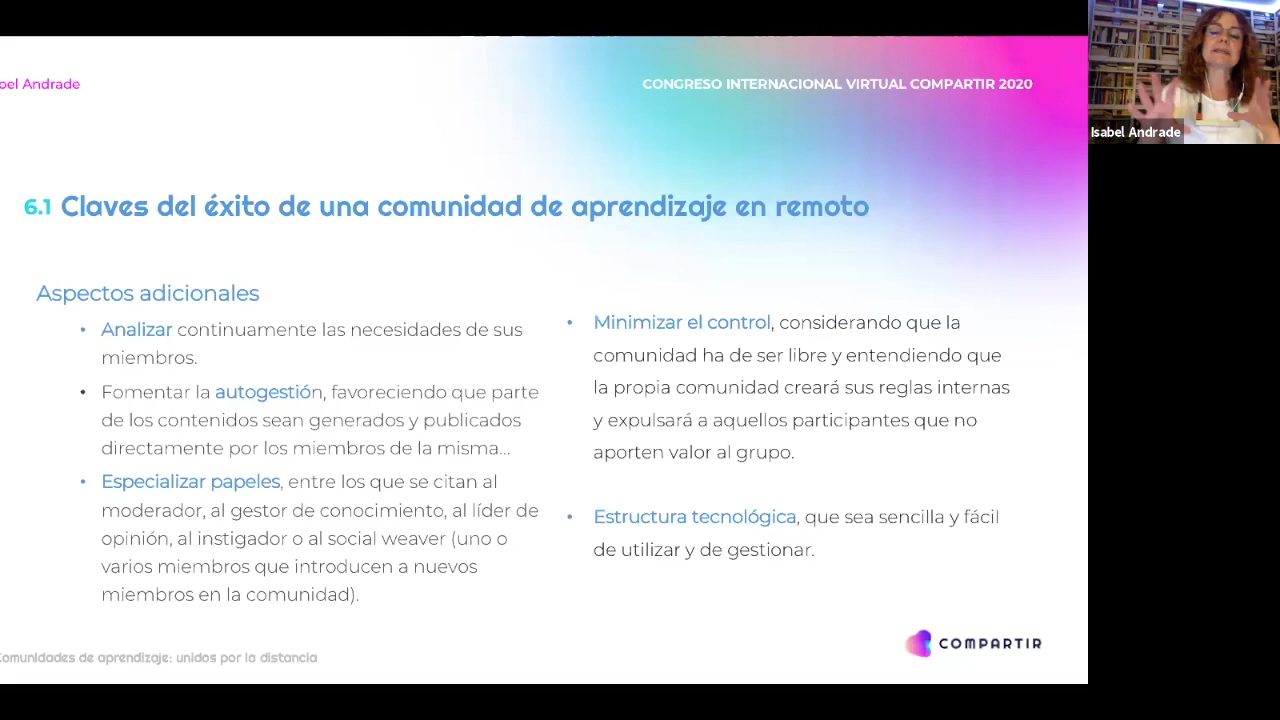 bel Andrade
CONGRESO INTERNACIONAL VIRTUAL COMPARTIR 2020
Isabel Andrade
6.1 Claves del éxito de una comunidad de aprendizaje en remoto
Aspectos adicionales
• Analizar continuamente las necesidades de sus
miembros.
• Fomentar la autogestión, favoreciendo que parte
de los contenidos sean generados y publicados
directamente por los miembros de la misma...
• Especializar papeles, entre los que se citan al
moderador, al gestor de conocimiento, al líder de
opinión, al instigador o al social weaver (uno o
varios miembros que introducen a nuevos
miembros en la comunidad).
• Minimizar el control, considerando que la
comunidad ha de ser libre y entendiendo que
la propia comunidad creará sus reglas internas
y expulsará a aquellos participantes que no
aporten valor al grupo.
• Estructura tecnológica, que sea sencilla y fácil
de utilizar y de gestionar.
COMPARTIR
Comunidades de aprendizaje: unidos por la distancia